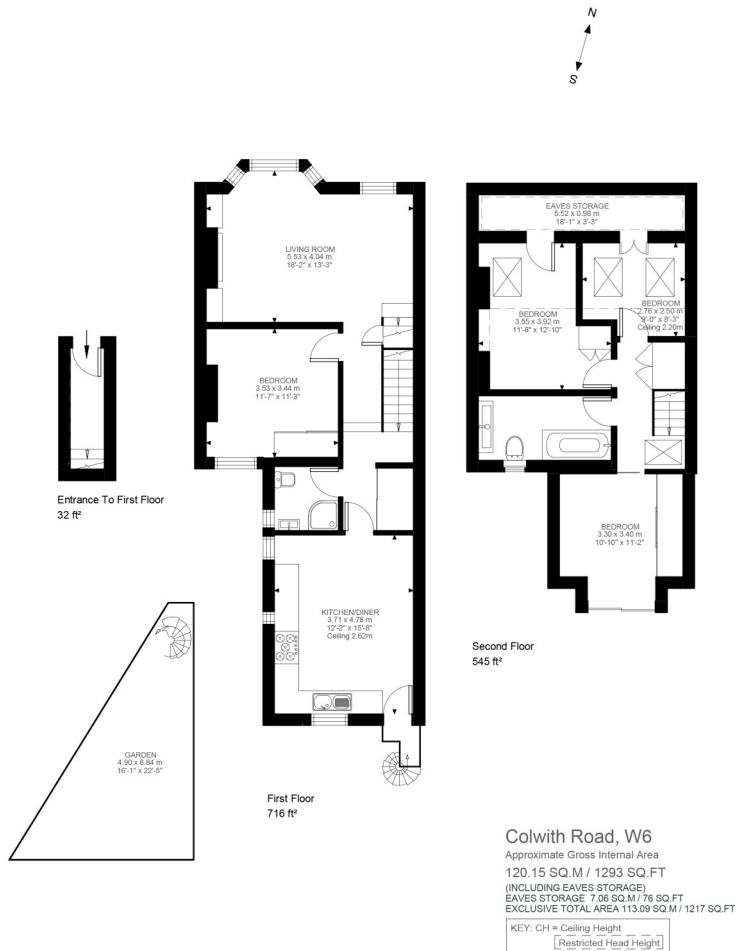 N
S
EAVES STORAGE
5.52 x 0.98 m
18'-1" x 3'-3"
LIVING ROOM
5.53 x 4.04 m
18'-2" x 13'-3"
BEDROOM
3.55 x 3.92 m
11'-8" x 12'-10"
BEDROOM
2.76 x 2.50 m
9'-0" x 8'-3"
Ceiling 2.20m
BEDROOM
3.53 x 3.44 m
11'-7" x 11'-3"
Entrance To First Floor
32 ft²
BEDROOM
3.30 x 3.40 m
10'-10" x 11'-2"
KITCHEN/DINER
3.71 x 4.78 m
12'-2" x 15'-8"
Ceiling 2.62m
Second Floor
545 ft²
GARDEN
4.90 x 6.84 m
16'-1" x 22'-5"
First Floor
716 ft²
Colwith Road, W6
Approximate Gross Internal Area
120.15 SQ.M / 1293 SQ.FT
(INCLUDING EAVES STORAGE)
EAVES STORAGE 7.06 SQ.M / 76 SQ.FT
EXCLUSIVE TOTAL AREA 113.09 SQ.M / 1217 SQ.FT
KEY: CH = Ceiling Height
Restricted Head Height